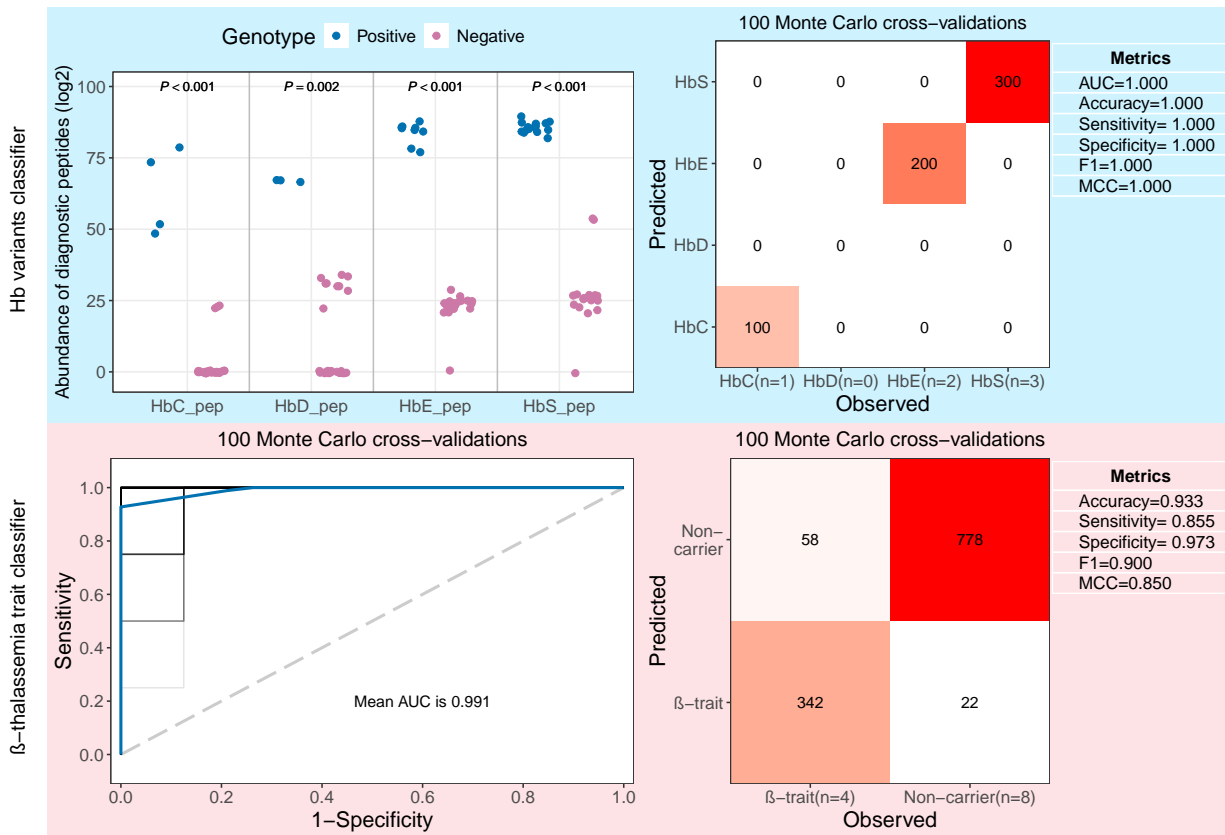 Hb variants classifier
Genotype Positive Negative
Abundance of diagnostic peptides (log2)
100
75
50
25
0
P < 0.001
P = 0.002
P < 0.001
P < 0.001
HbC_pep
HbD_pep
HbE_pep
HbS_pep
100 Monte Carlo cross−validations
Predicted
HbS 0 0 0 300
HbE 0 0 200 0
HbD 0 0 0 0
HbC 100 0 0 0
HbC(n=1) HbD(n=0) HbE(n=2) HbS(n=3)
Observed
Metrics
AUC=1.000
Accuracy=1.000
Sensitivity= 1.000
Specificity= 1.000
F1=1.000
MCC=1.000
ß−thalassemia trait classifier
100 Monte Carlo cross−validations
Sensitivity
1.0
0.8
0.6
0.4
0.2
0.0
Mean AUC is 0.991
0.0 0.2 0.4 0.6 0.8 1.0
1−Specificity
100 Monte Carlo cross−validations
Predicted
Non−
carrier
58 778
ß−trait 342 22
ß−trait(n=4) Non−carrier(n=8)
Observed
Metrics
Accuracy=0.933
Sensitivity= 0.855
Specificity= 0.973
F1=0.900
MCC=0.850